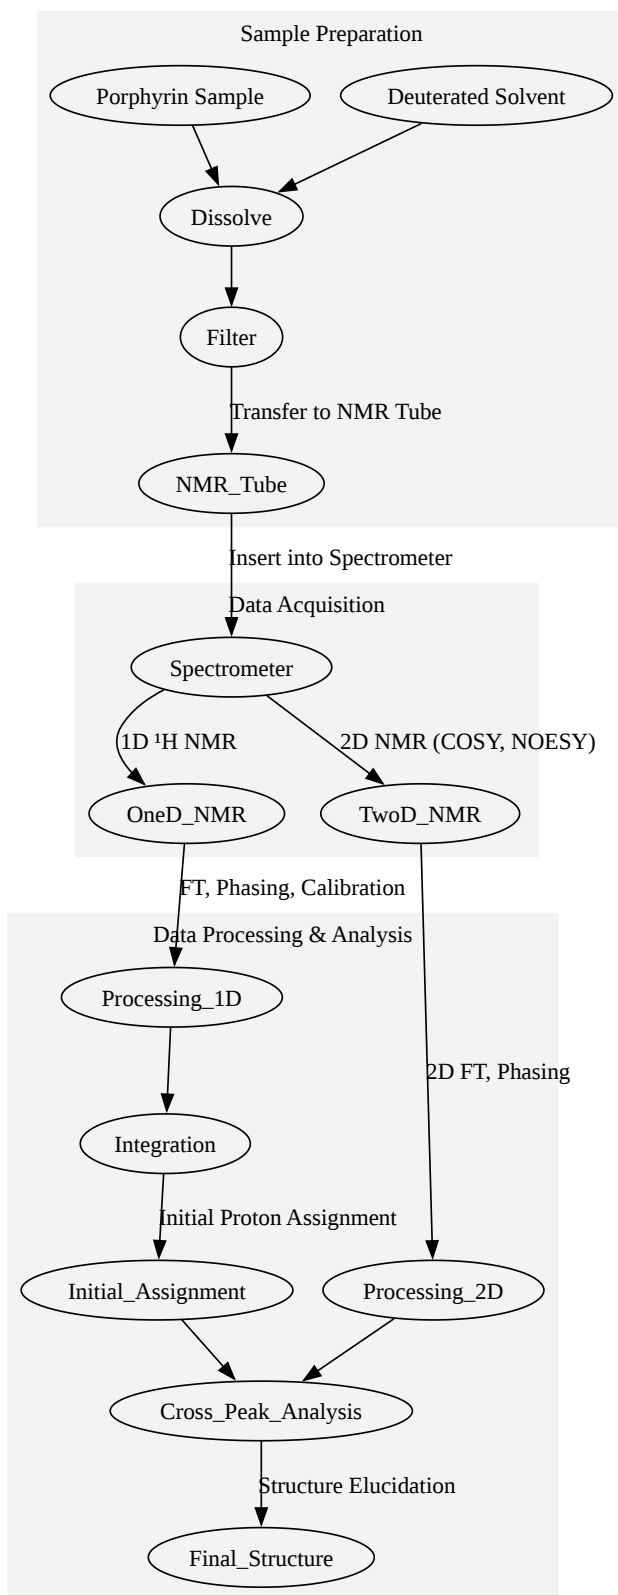 Sample Preparation
Porphyrin Sample
Deuterated Solvent
Dissolve
Filter
Transfer to NMR Tube
NMR_Tube
Insert into Spectrometer
Data Acquisition
Spectrometer
1D ¹H NMR
2D NMR (COSY, NOESY)
OneD_NMR
TwoD_NMR
FT, Phasing, Calibration
Data Processing & Analysis
Processing_1D
2D FT, Phasing
Integration
Initial Proton Assignment
Initial_Assignment
Processing_2D
Cross_Peak_Analysis
Structure Elucidation
Final_Structure